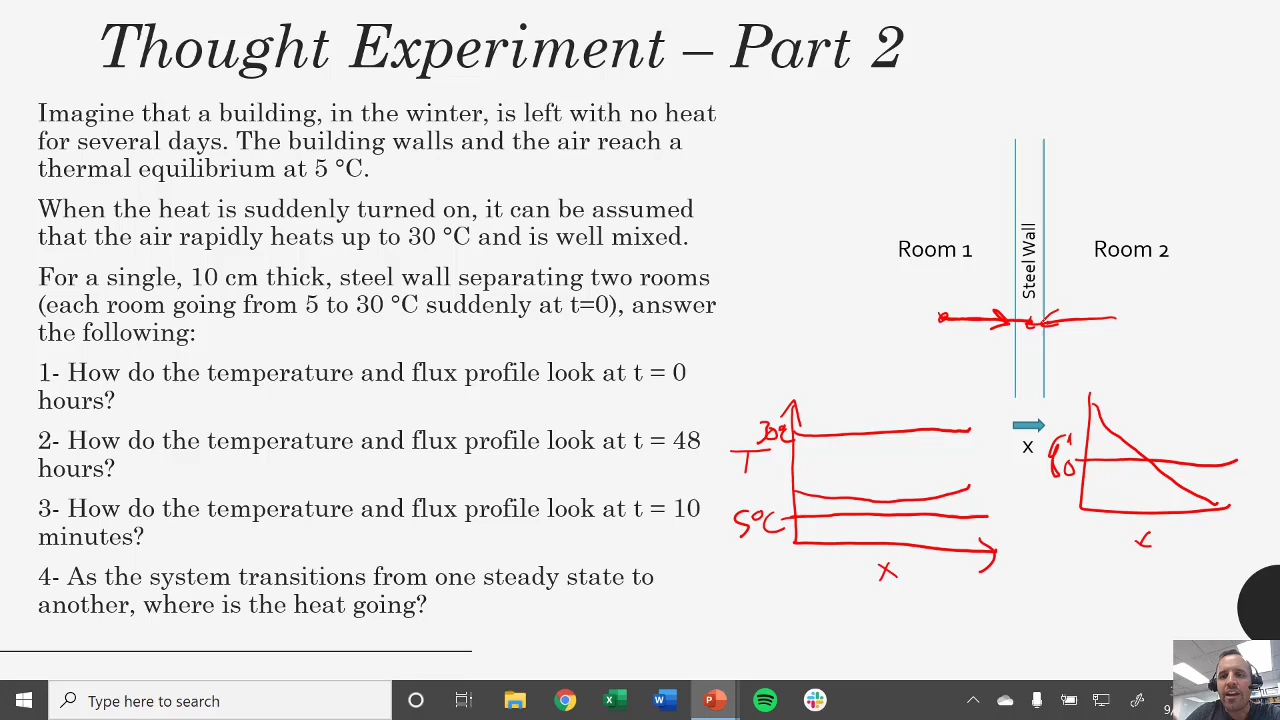 Thought Experiment – Part 2
Imagine that a building, in the winter, is left with no heat
for several days. The building walls and the air reach a
thermal equilibrium at 5 °C.
When the heat is suddenly turned on, it can be assumed
that the air rapidly heats up to 30 °C and is well mixed.
For a single, 10 cm thick, steel wall separating two rooms
(each room going from 5 to 30 °C suddenly at t=0), answer
the following:
1- How do the temperature and flux profile look at t = 0
hours?
2- How do the temperature and flux profile look at t = 48
hours?
3- How do the temperature and flux profile look at t = 10
minutes?
4- As the system transitions from one steady state to
another, where is the heat going?
Room 1
Steel Wall
Room 2
x
T
5°C
x
0
x
Type here to search